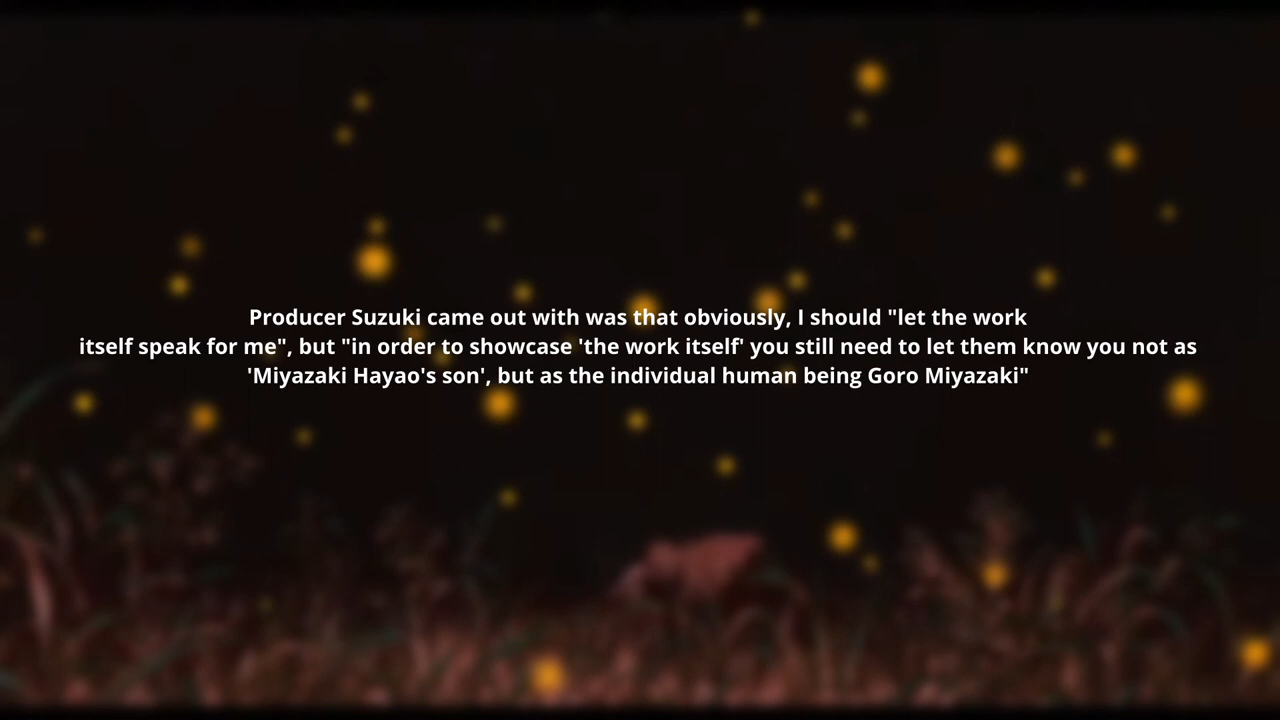 Producer Suzuki came out with was that obviously, I should "let the work
itself speak for me", but "in order to showcase 'the work itself' you still need to let them know you not as
'Miyazaki Hayao's son', but as the individual human being Goro Miyazaki"